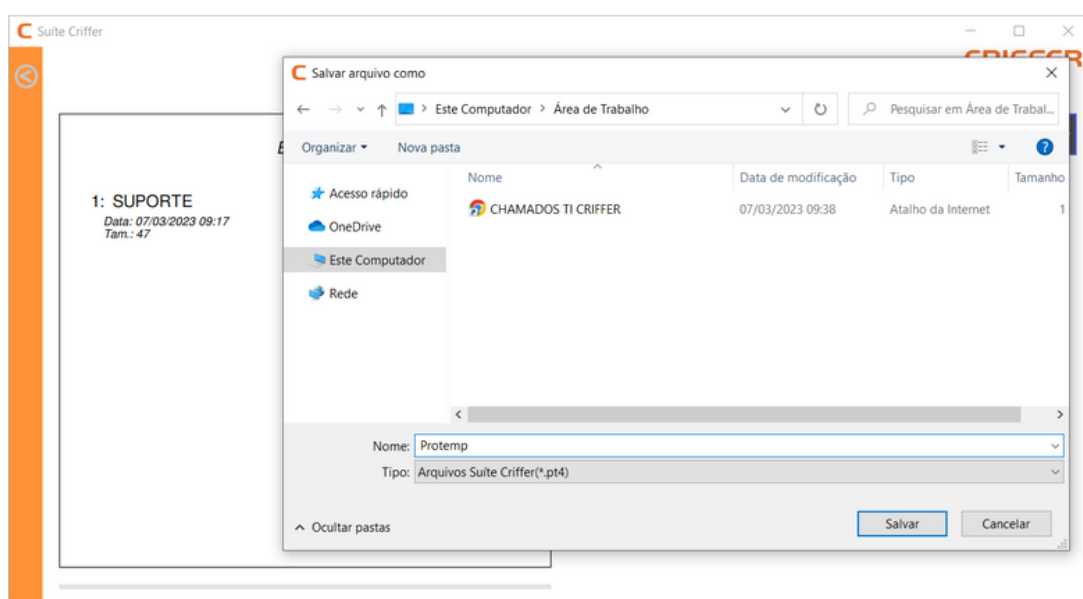 Suíte Criffer
CRIFFER
Salvar arquivo como
Este Computador > Área de Trabalho
Pesquisar em Área de Trabal...
Organizar
Nova pasta
?
Acesso rápido
OneDrive
Este Computador
Rede
Nome Data de modificação Tipo Tamanho
CHAMADOS TI CRIFFER 07/03/2023 09:38 Atalho da Internet 1
1: SUPORTE
Data: 07/03/2023 09:17
Tam.: 47
Nome: Protemp
Tipo: Arquivos Suíte Criffer(*.pt4)
Ocultar pastas
Salvar
Cancelar